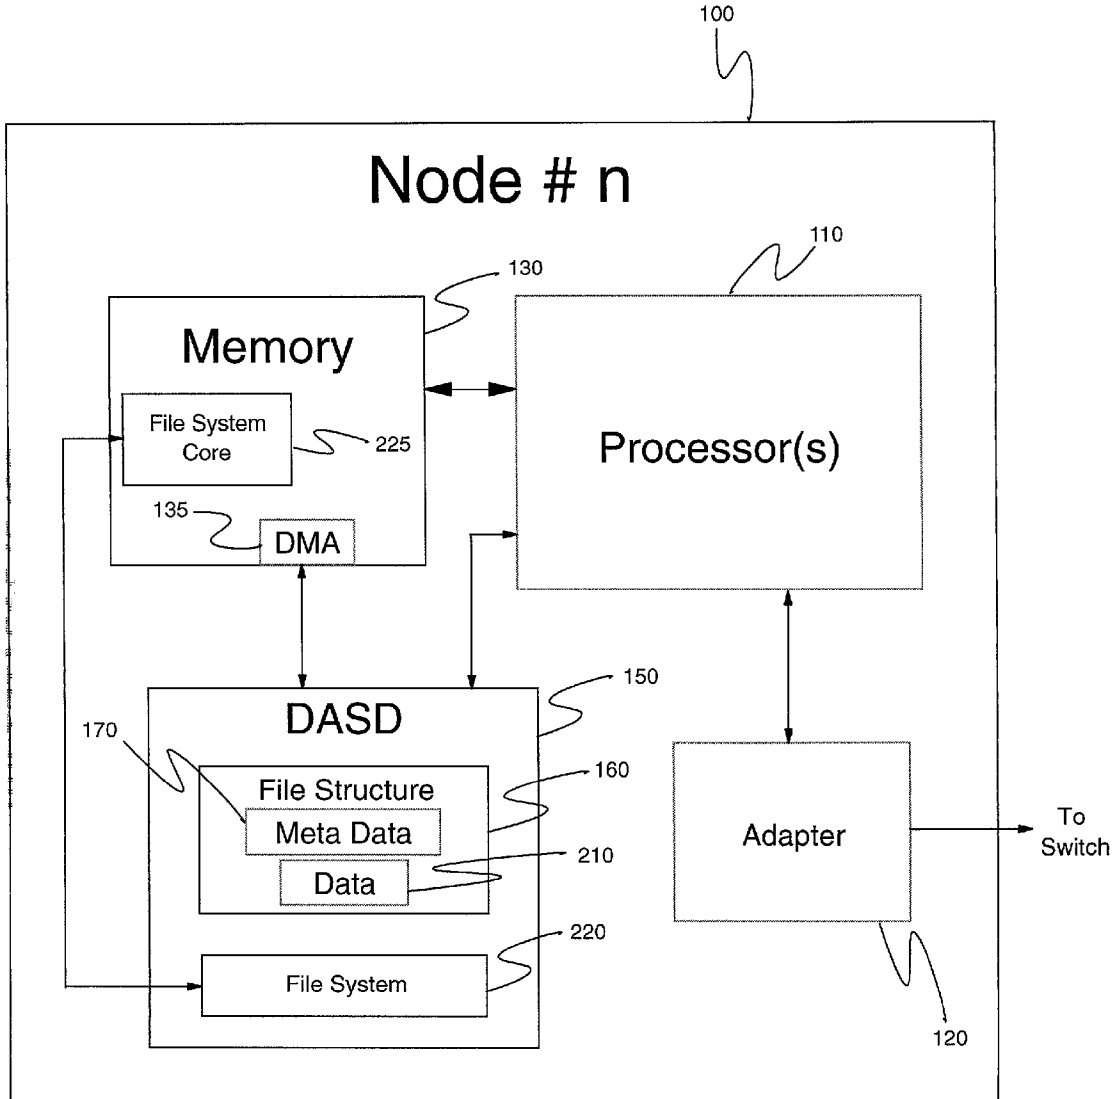 100
Node # n
110
130
Memory
File System
Core
225
Processor(s)
135
DMA
150
DASD
170
160
File Structure
Meta Data
To
Switch
Adapter
210
Data
220
File System
120